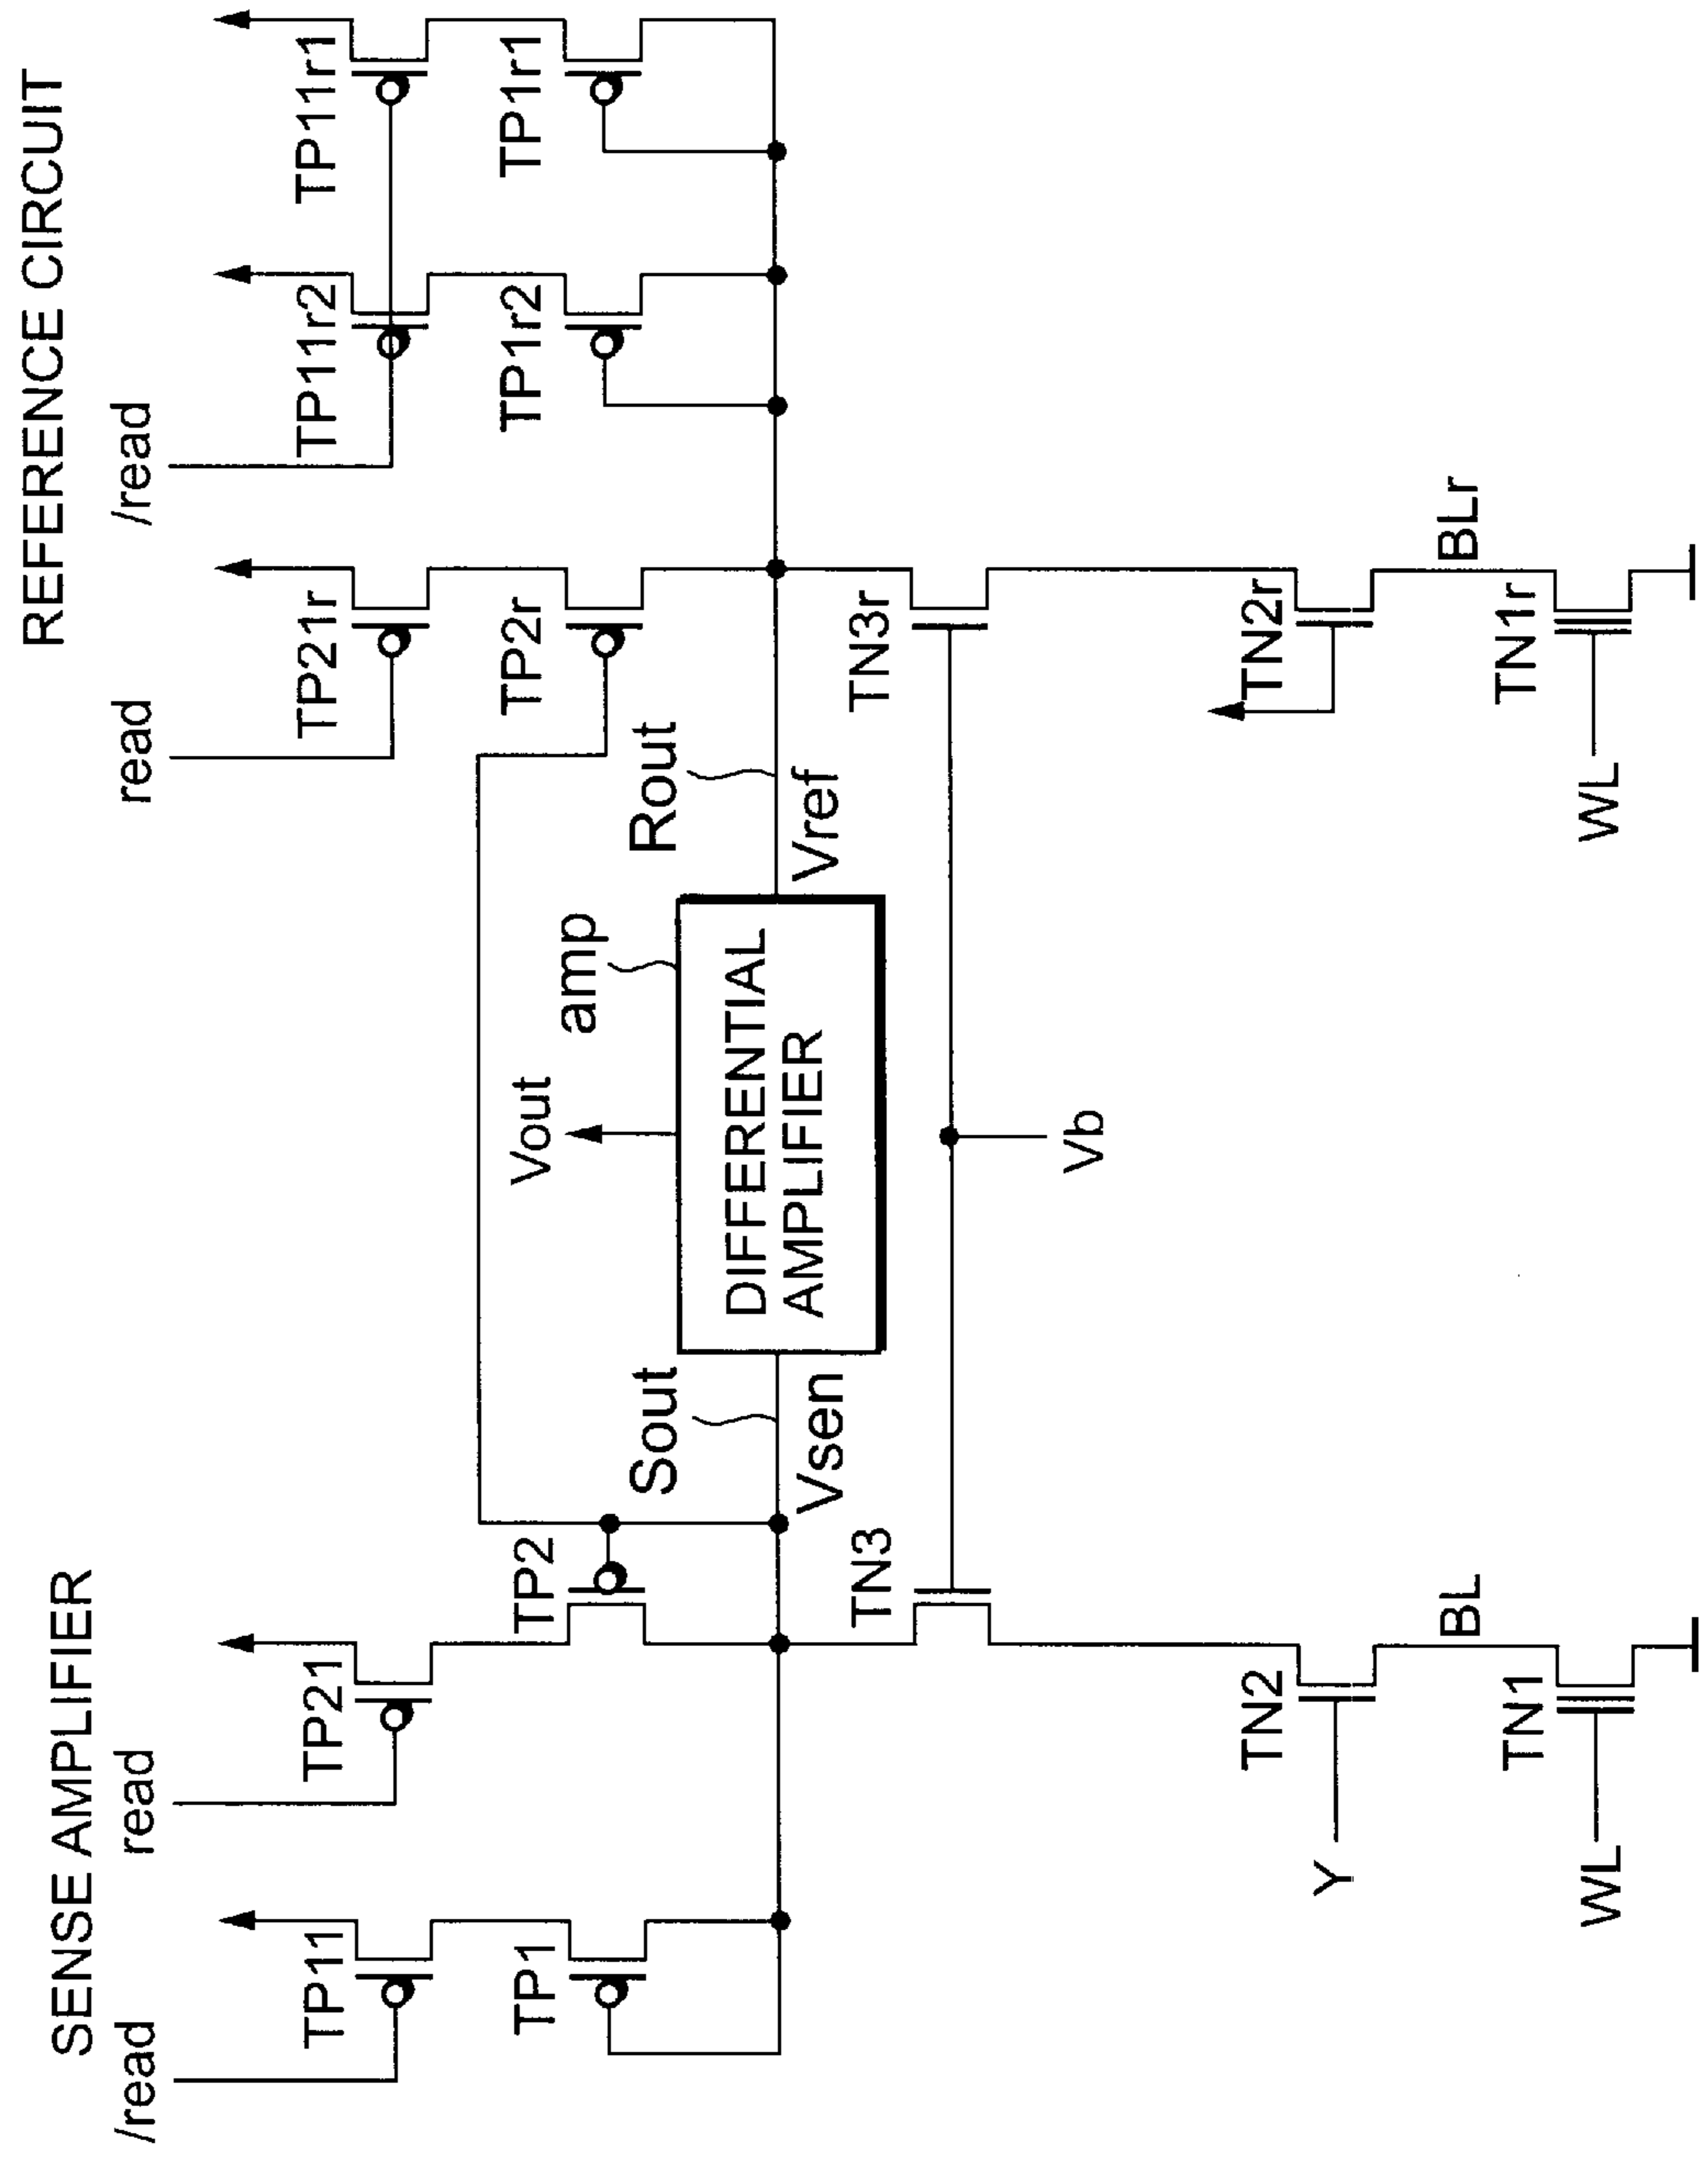 SENSE AMPLIFIER
REFERENCE CIRCUIT
/read
read
read
/read
TP11
TP21
TP21r
TP11r2
TP11r1
TP1
TP2
Vout
amp
TP2r
TP1r2
TP1r1
Sout
Rout
DIFFERENTIAL
AMPLIFIER
Vsen
Vref
TN3
TN3r
Vb
Y
TN2
TN2r
BL
BLr
WL
TN1
WL
TN1r